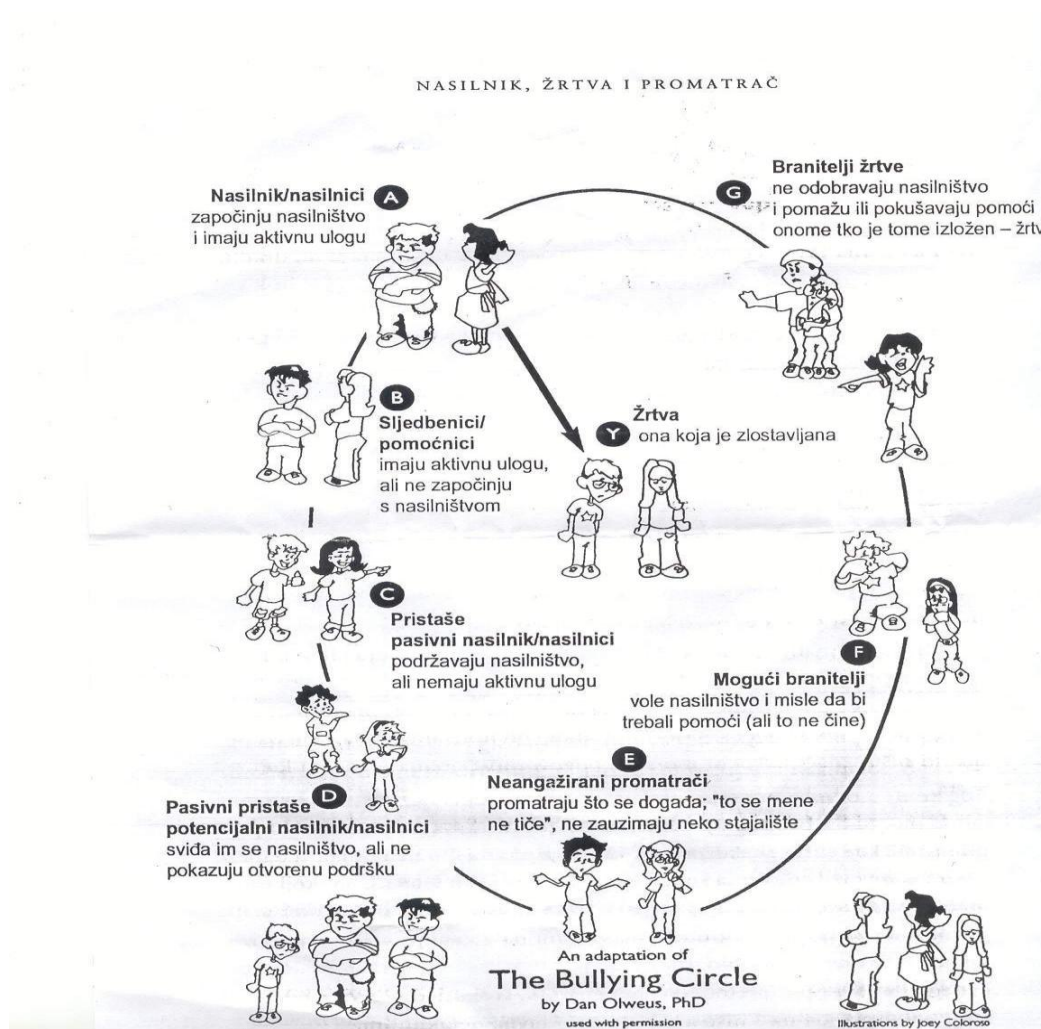 NASILNIK, ŽRTVA I PROMATRAČ
A
Nasilnik/nasilnici
započinju nasilništvo
i imaju aktivnu ulogu
B
Sljedbenici/
pomoćnici
imaju aktivnu ulogu,
ali ne započinju
s nasilništvom
C
Pristaše
pasivni nasilnik/nasilnici
podržavaju nasilništvo,
ali nemaju aktivnu ulogu
D
Pasivni pristaše
potencijalni nasilnik/nasilnici
sviđa im se nasilništvo, ali ne
pokazuju otvorenu podršku
E
Neangažirani promatrači
promatraju što se događa; "to se mene
ne tiče", ne zauzimaju neko stajalište
F
Mogući branitelji
vole nasilništvo i misle da bi
trebali pomoći (ali to ne čine)
G
Branitelji žrtve
ne odobravaju nasilništvo
i pomažu ili pokušavaju pomoći
onome tko je tome izložen – žrtv
Y
Žrtva
ona koja je zlostavljana
An adaptation of
The Bullying Circle
by Dan Olweus, PhD
used with permission
Illustrations by Joey Coloroso